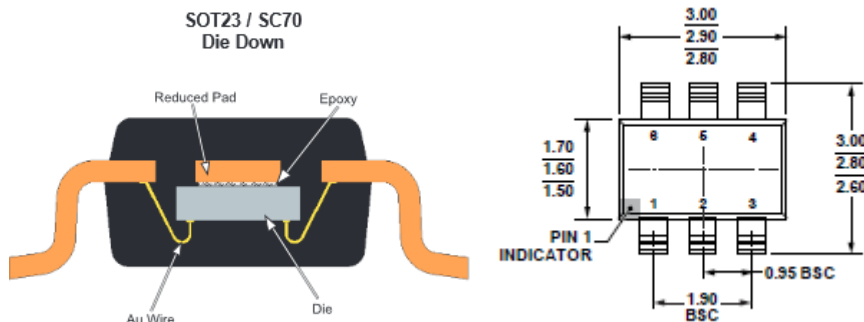 SOT23 / SC70
Die Down
Reduced Pad
Epoxy
Au Wire
Die
3.00
2.90
2.80
6 5 4
1.70
1.60
1.50
3.00
2.80
2.60
1 2 3
PIN 1
INDICATOR
0.95 BSC
1.90
BSC